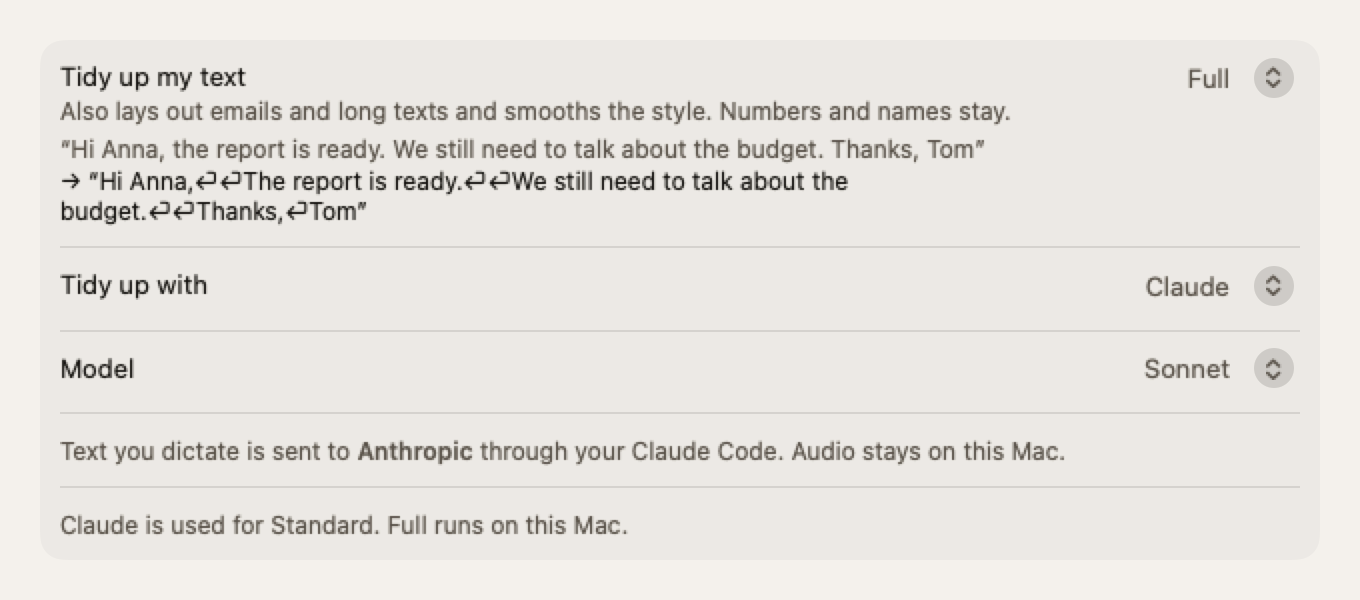 Tidy up my text
Full
Also lays out emails and long texts and smooths the style. Numbers and names stay.
“Hi Anna, the report is ready. We still need to talk about the budget. Thanks, Tom”
→ “Hi Anna,↩↩The report is ready.↩↩We still need to talk about the
budget.↩↩Thanks,↩Tom”
Tidy up with
Claude
Model
Sonnet
Text you dictate is sent to Anthropic through your Claude Code. Audio stays on this Mac.
Claude is used for Standard. Full runs on this Mac.